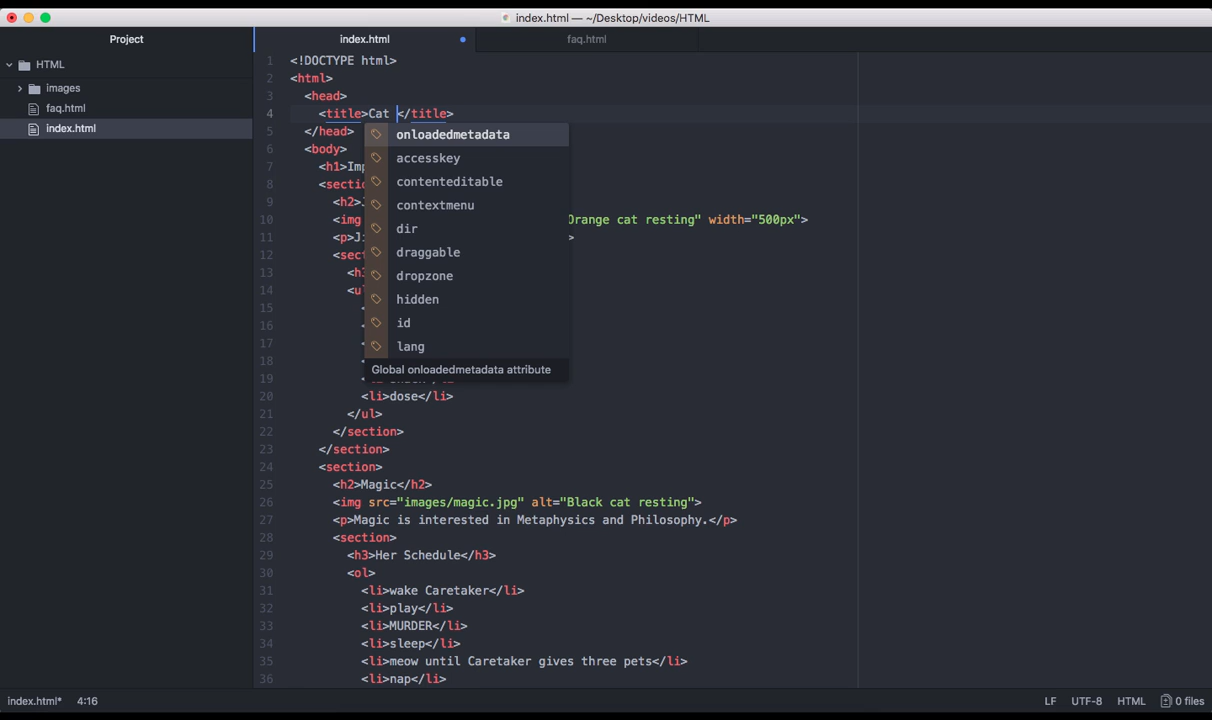 index.html — ~/Desktop/videos/HTML
Project
index.html
faq.html
HTML
images
faq.html
index.html
1 <!DOCTYPE html>
2 <html>
3 <head>
4 <title>Cat </title>
5 </head>
6 <body>
7 <h1>Imp
8 <secti
9 <h2>J
10 <img Orange cat resting" width="500px">
11 <p>Ji >
12 <sec
13 <h
14 <u
15 <
16 <
17 <
18 <
19
20 <li>dose</li>
21 </ul>
22 </section>
23 </section>
24 <section>
25 <h2>Magic</h2>
26 <img src="images/magic.jpg" alt="Black cat resting">
27 <p>Magic is interested in Metaphysics and Philosophy.</p>
28 <section>
29 <h3>Her Schedule</h3>
30 <ol>
31 <li>wake Caretaker</li>
32 <li>play</li>
33 <li>MURDER</li>
34 <li>sleep</li>
35 <li>meow until Caretaker gives three pets</li>
36 <li>nap</li>
onloadedmetadata
accesskey
contenteditable
contextmenu
dir
draggable
dropzone
hidden
id
lang
Global onloadedmetadata attribute
index.html* 4:16 LF UTF-8 HTML 0 files